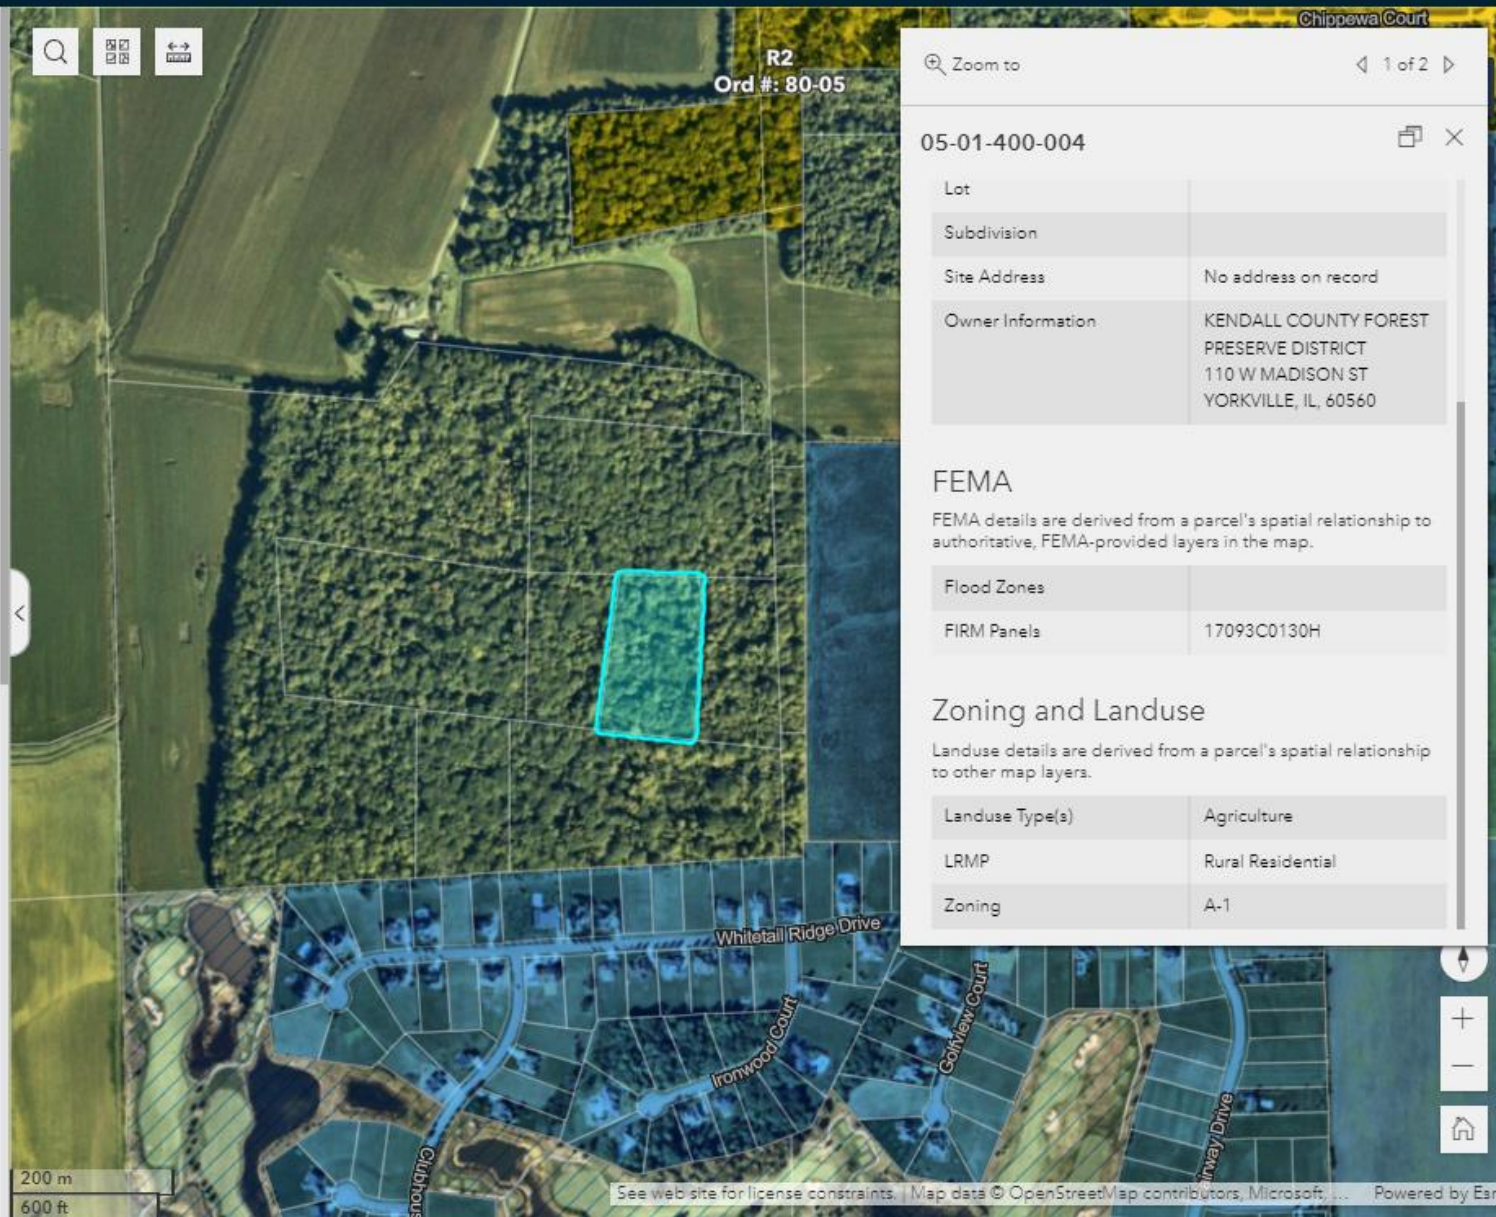 Chippewa Court
R2
Ord #: 80-05
Zoom to
1 of 2
05-01-400-004
Lot
Subdivision
Site Address No address on record
Owner Information KENDALL COUNTY FOREST
PRESERVE DISTRICT
110 W MADISON ST
YORKVILLE, IL, 60560
FEMA
FEMA details are derived from a parcel's spatial relationship to
authoritative, FEMA-provided layers in the map.
Flood Zones
FIRM Panels 17093C0130H
Zoning and Landuse
Landuse details are derived from a parcel's spatial relationship
to other map layers.
Landuse Type(s) Agriculture
LRMP Rural Residential
Zoning A-1
Whitetail Ridge Drive
Ironwood Court
Golfview Court
Clubhous
airway Drive
200 m
600 ft
See web site for license constraints. | Map data © OpenStreetMap contributors, Microsoft, ... Powered by Esr